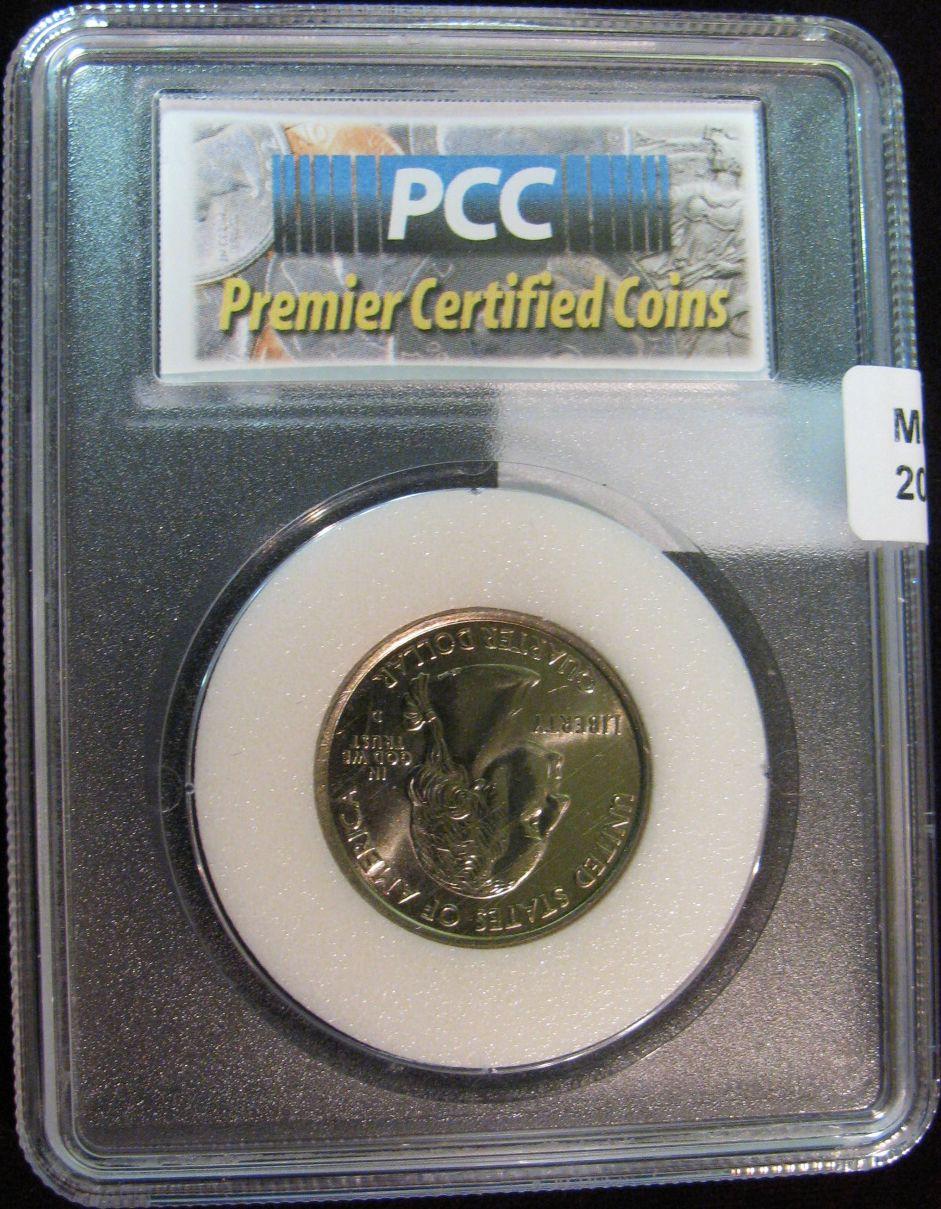 PCC
Premier Certified Coins
M
20
UNITED STATES OF AMERICA
LIBERTY
IN
GOD WE
TRUST
D
QUARTER DOLLAR